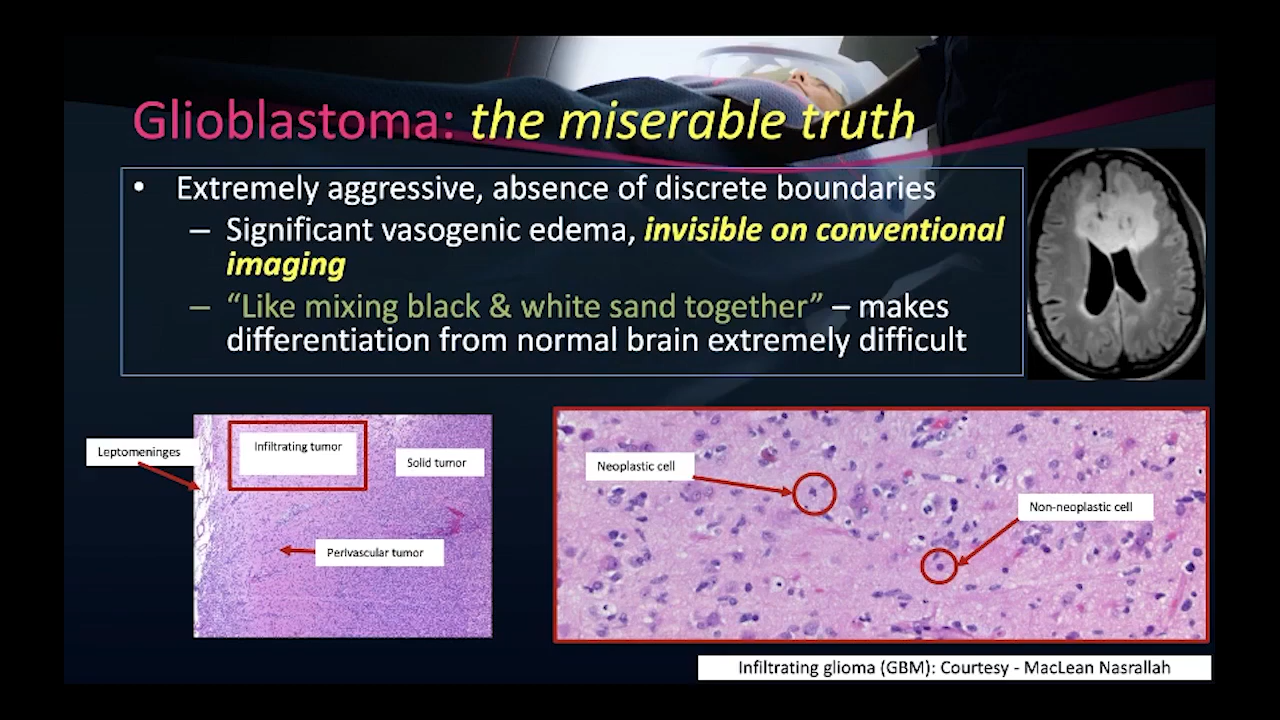 Glioblastoma: the miserable truth
• Extremely aggressive, absence of discrete boundaries
– Significant vasogenic edema, invisible on conventional
imaging
– “Like mixing black & white sand together” – makes
differentiation from normal brain extremely difficult
Leptomeninges
Infiltrating tumor
Solid tumor
Perivascular tumor
Neoplastic cell
Non-neoplastic cell
Infiltrating glioma (GBM): Courtesy - MacLean Nasrallah